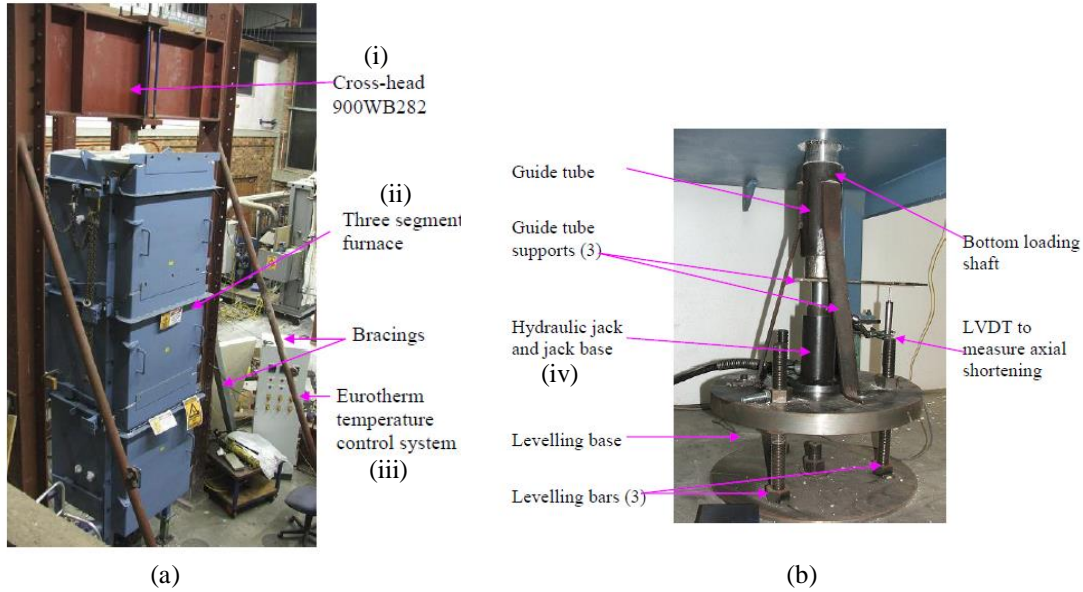 (i)
Cross-head
900WB282
(ii)
Three segment
furnace
Bracings
Eurotherm
temperature
control system
(iii)
(a)
Guide tube
Guide tube
supports (3)
Hydraulic jack
and jack base
(iv)
Levelling base
Levelling bars (3)
Bottom loading
shaft
LVDT to
measure axial
shortening
(b)